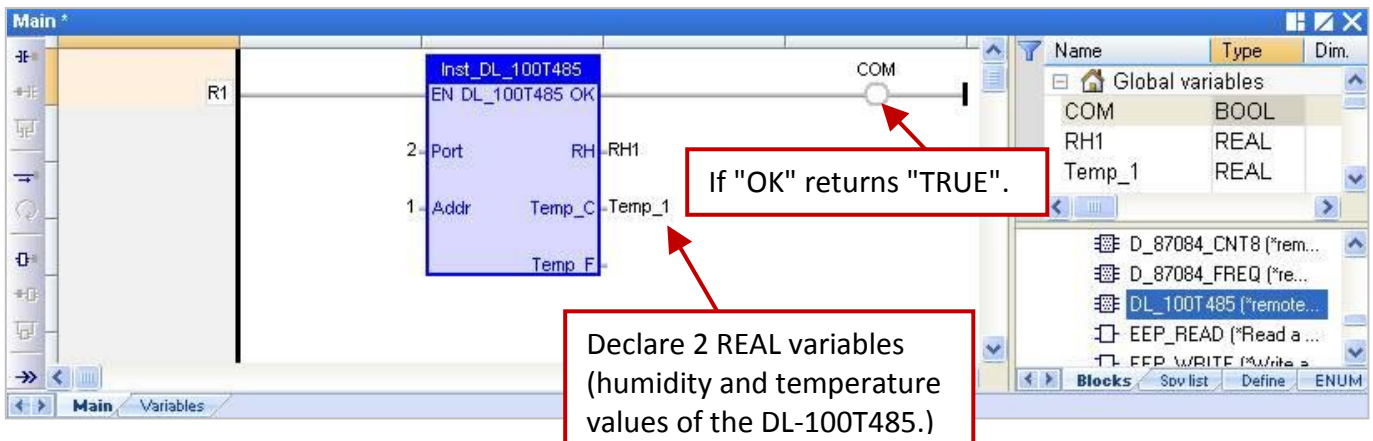 Main *
Inst_DL_100T485
COM
R1
EN DL_100T485 OK
2
Port
RH
RH1
1
Addr
Temp_C
Temp_1
Temp_F
If "OK" returns "TRUE".
Declare 2 REAL variables
(humidity and temperature
values of the DL-100T485.)
Name Type Dim.
Global variables
COM BOOL
RH1 REAL
Temp_1 REAL
D_87084_CNT8 (*rem...
D_87084_FREQ (*re...
DL_100T485 (*remote...
EEP_READ (*Read a ...
EEP_WRITE (*Write a
Blocks Spy list Define ENUM
Main Variables